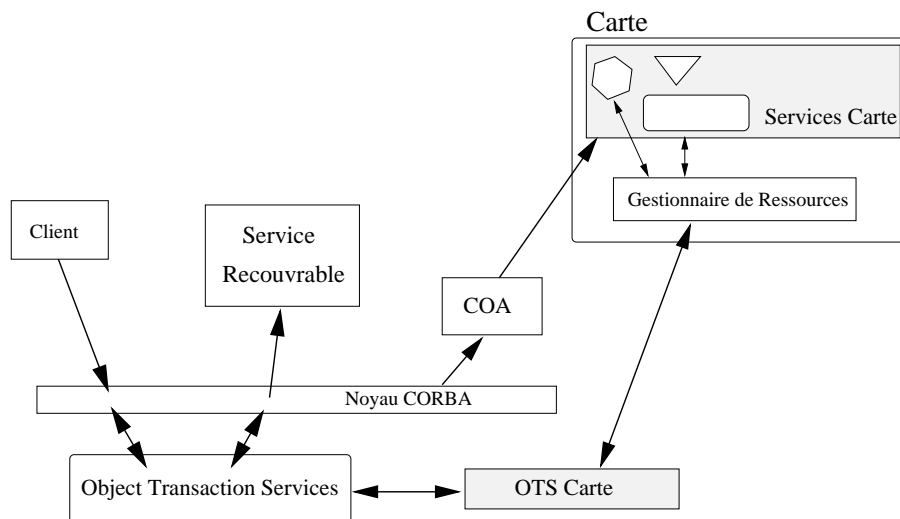 Carte
Services Carte
Gestionnaire de Ressources
Client
Service
Recouvrable
COA
Noyau CORBA
Object Transaction Services
OTS Carte